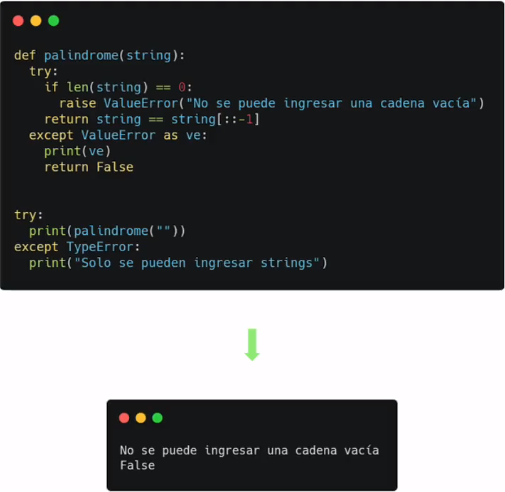 def palindrome(string):
  try:
    if len(string) == 0:
      raise ValueError("No se puede ingresar una cadena vacía")
    return string == string[::-1]
  except ValueError as ve:
    print(ve)
    return False
try:
  print(palindrome(""))
except TypeError:
  print("Solo se pueden ingresar strings")
No se puede ingresar una cadena vacía
False